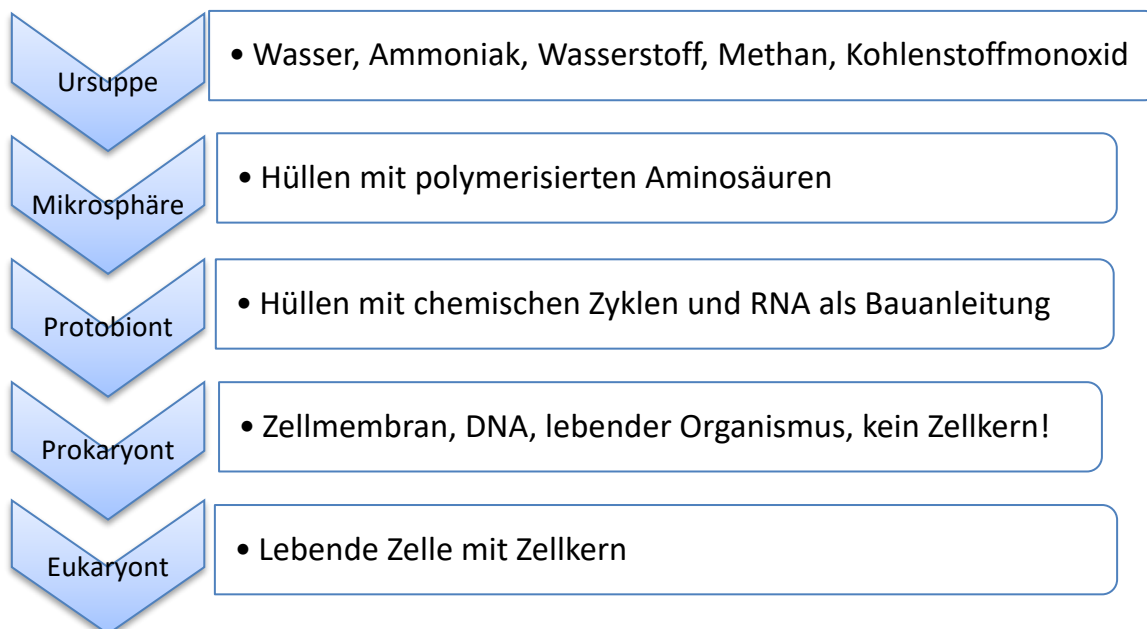 Ursuppe
• Wasser, Ammoniak, Wasserstoff, Methan, Kohlenstoffmonoxid
Mikrosphäre
• Hüllen mit polymerisierten Aminosäuren
Protobiont
• Hüllen mit chemischen Zyklen und RNA als Bauanleitung
Prokaryont
• Zellmembran, DNA, lebender Organismus, kein Zellkern!
Eukaryont
• Lebende Zelle mit Zellkern